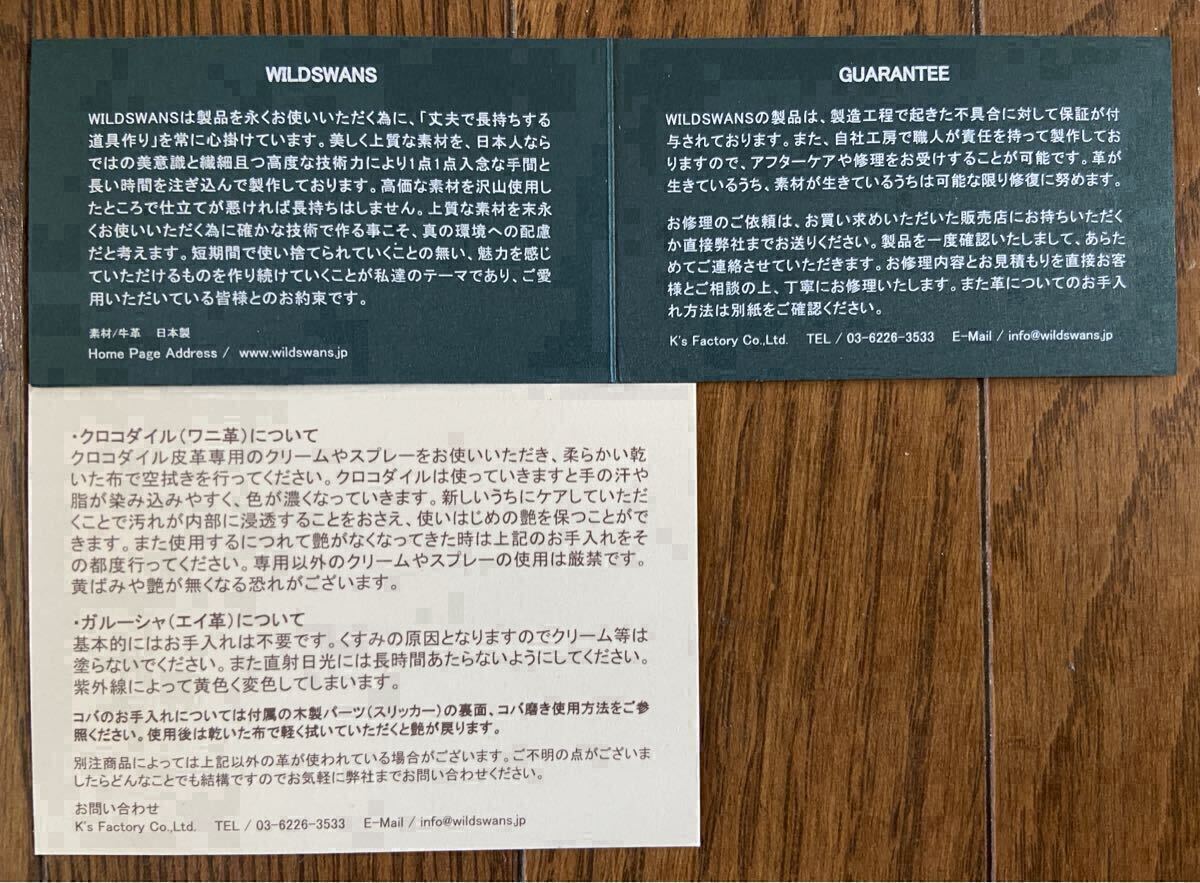 WILDSWANS
WILDSWANSは製品を永くお使いいただく為に、「丈夫で長持ちする
道具作り」を常に心掛けています。美しく上質な素材を、日本人なら
ではの美意識と繊細且つ高度な技術力により1点1点入念な手間と
長い時間を注ぎ込んで製作しております。高価な素材を沢山使用し
たところで仕立てが悪ければ長持ちはしません。上質な素材を末永
くお使いいただく為に確かな技術で作る事こそ、真の環境への配慮
だと考えます。短期間で使い捨てられていくことの無い、魅力を感じ
ていただけるものを作り続けていくことが私達のテーマであり、ご愛
用いただいている皆様とのお約束です。
素材/牛革　日本製
Home Page Address / www.wildswans.jp
GUARANTEE
WILDSWANSの製品は、製造工程で起きた不具合に対して保証が付
与されております。また、自社工房で職人が責任を持って製作してお
りますので、アフターケアや修理をお受けすることが可能です。革が
生きているうち、素材が生きているうちは可能な限り修復に努めます。
お修理のご依頼は、お買い求めいただいた販売店にお持ちいただく
か直接弊社までお送りください。製品を一度確認いたしまして、あらた
めてご連絡させていただきます。お修理内容とお見積もりを直接お客
様とご相談の上、丁寧にお修理いたします。また革についてのお手入
れ方法は別紙をご確認ください。
K's Factory Co.,Ltd.　TEL / 03-6226-3533　E-Mail / info@wildswans.jp
・クロコダイル（ワニ革）について
クロコダイル皮革専用のクリームやスプレーをお使いいただき、柔らかい乾
いた布で空拭きを行ってください。クロコダイルは使っていきますと手の汗や
脂が染み込みやすく、色が濃くなっていきます。新しいうちにケアしていただ
くことで汚れが内部に浸透することをおさえ、使いはじめの艶を保つことがで
きます。また使用するにつれて艶がなくなってきた時は上記のお手入れをそ
の都度行ってください。専用以外のクリームやスプレーの使用は厳禁です。
黄ばみや艶が無くなる恐れがございます。
・ガルーシャ（エイ革）について
基本的にはお手入れは不要です。くすみの原因となりますのでクリーム等は
塗らないでください。また直射日光には長時間あたらないようにしてください。
紫外線によって黄色く変色してしまいます。
コバのお手入れについては付属の木製パーツ（スリッカー）の裏面、コバ磨き使用方法をご参
照ください。使用後は乾いた布で軽く拭いていただくと艶が戻ります。
別注商品によっては上記以外の革が使われている場合がございます。ご不明の点がございま
したらどんなことでも結構ですのでお気軽に弊社までお問い合わせください。
お問い合わせ
K's Factory Co.,Ltd.　TEL / 03-6226-3533　E-Mail / info@wildswans.jp